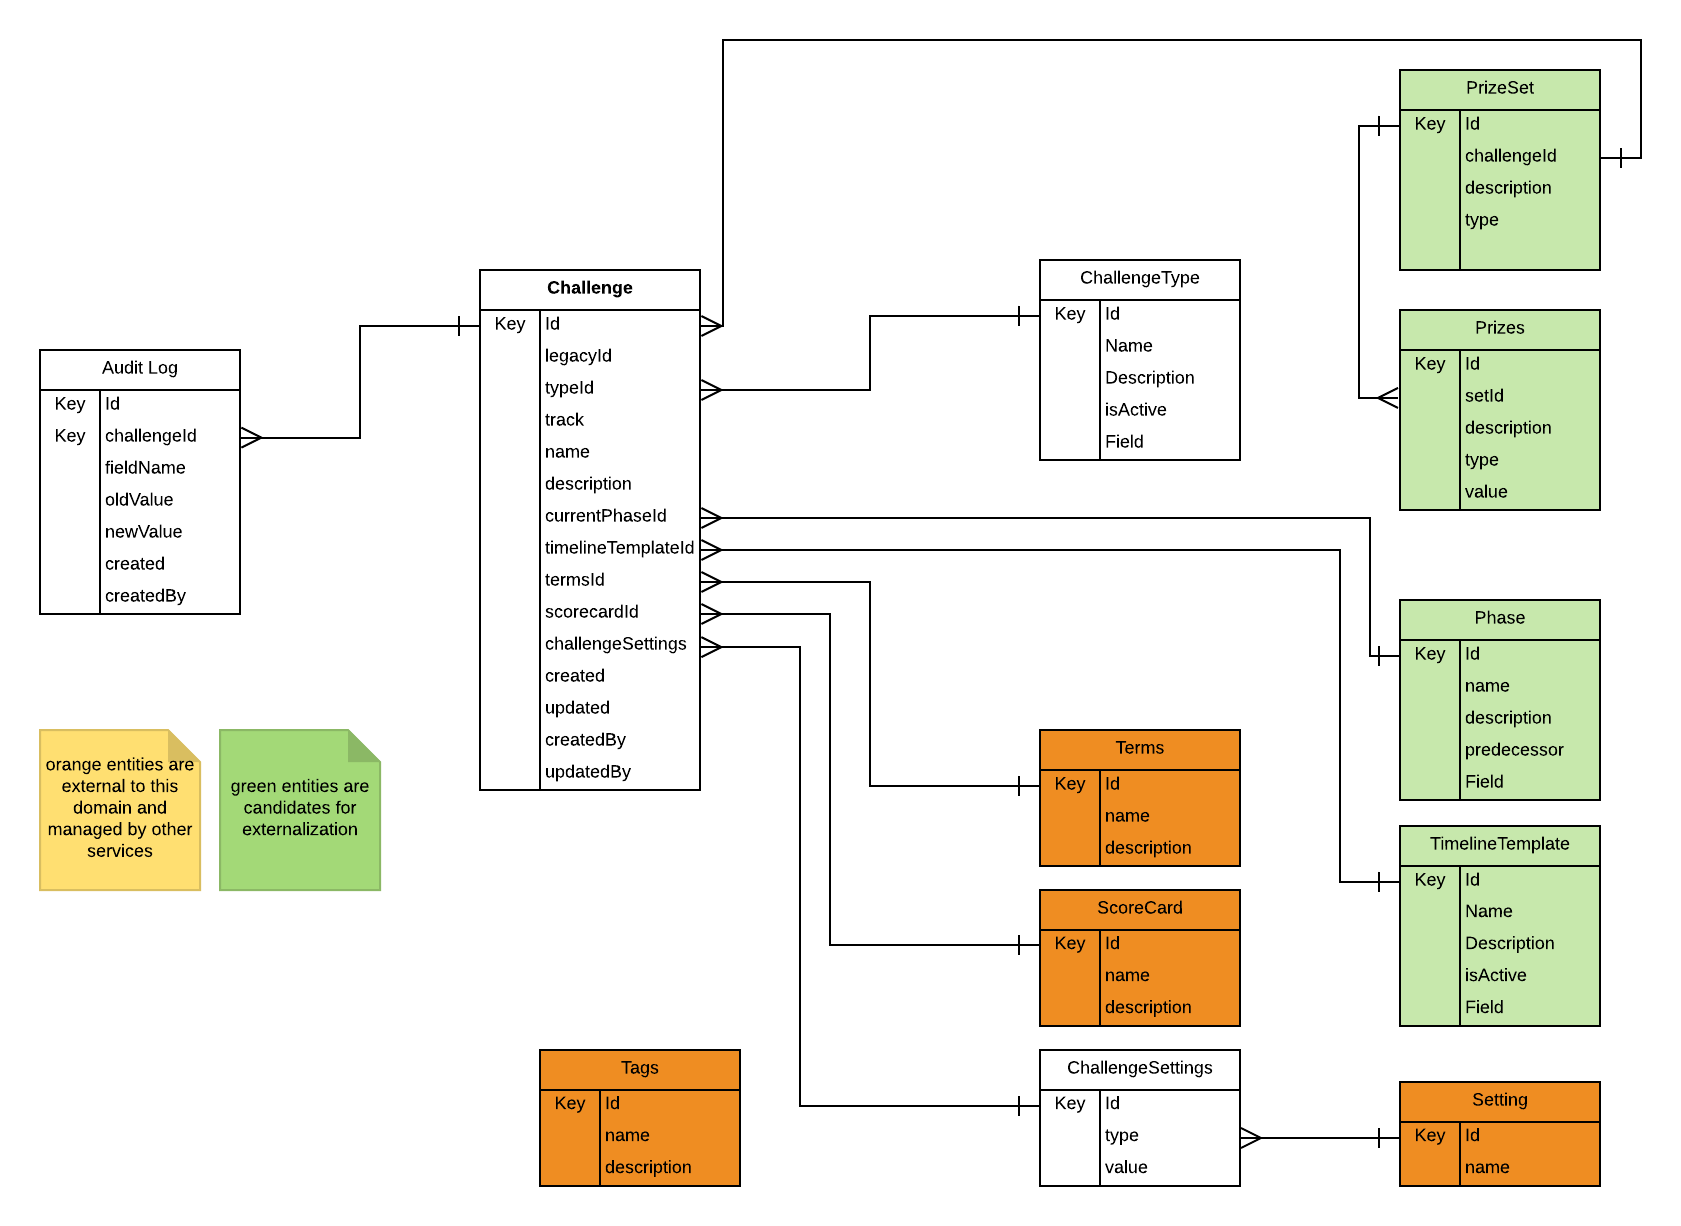 PrizeSet
Key Id
challengeId
description
type
Challenge
Key Id
legacyId
typeId
track
name
description
currentPhaseId
timelineTemplateId
termsId
scorecardId
challengeSettings
created
updated
createdBy
updatedBy
ChallengeType
Key Id
Name
Description
isActive
Field
Prizes
Key Id
setId
description
type
value
Audit Log
Key Id
Key challengeId
fieldName
oldValue
newValue
created
createdBy
Phase
Key Id
name
description
predecessor
Field
orange entities are
external to this
domain and
managed by other
services
green entities are
candidates for
externalization
Terms
Key Id
name
description
TimelineTemplate
Key Id
Name
Description
isActive
Field
ScoreCard
Key Id
name
description
Tags
Key Id
name
description
ChallengeSettings
Key Id
type
value
Setting
Key Id
name